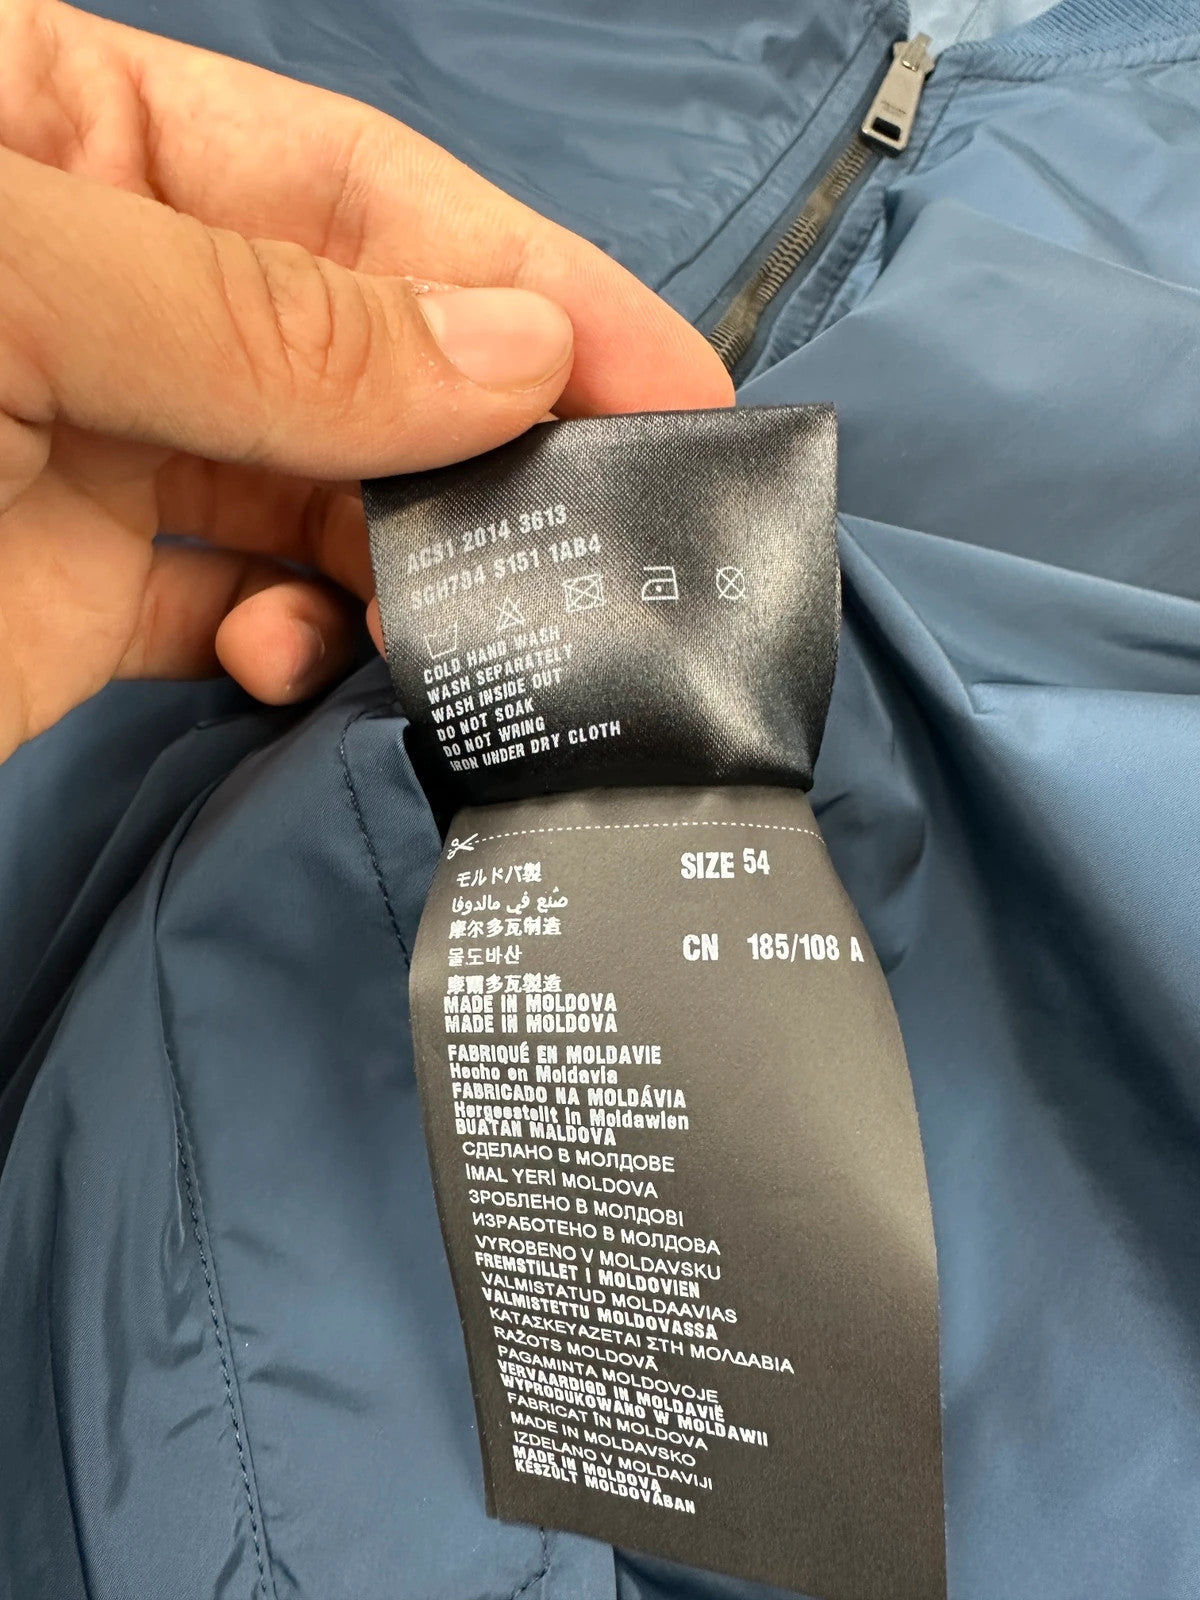 ACS1 2014 3613
SGH784 S151 1AB4
COLD HAND WASH
WASH SEPARATELY
WASH INSIDE OUT
DO NOT SOAK
DO NOT WRING
IRON UNDER DRY CLOTH
モルドバ製
صُنع في مالدوفا
摩尔多瓦制造
몰도바산
摩爾多瓦製造
SIZE 54
CN 185/108 A
MADE IN MOLDOVA
MADE IN MOLDOVA
FABRIQUÉ EN MOLDAVIE
Hecho en Moldavia
FABRICADO NA MOLDÁVIA
Hergestellt in Moldawien
BUATAN MALDOVA
СДЕЛАНО В МОЛДОВЕ
İMAL YERİ MOLDOVA
ЗРОБЛЕНО В МОЛДОВІ
ИЗРАБОТЕНО В МОЛДОВА
VYROBENO V MOLDAVSKU
FREMSTILLET I MOLDOVIEN
VALMISTATUD MOLDAAVIAS
VALMISTETTU MOLDOVASSA
ΚΑΤΑΣΚΕΥΑΖΕΤΑΙ ΣΤΗ ΜΟΛΔΑΒΙΑ
RAŽOTS MOLDOVĀ
PAGAMINTA MOLDOVOJE
VERVAARDIGD IN MOLDAVIË
WYPRODUKOWANO W MOLDAWII
FABRICAT ÎN MOLDOVA
MADE IN MOLDAVSKO
IZDELANO V MOLDAVIJI
MADE IN MOLDOVA
KÉSZÜLT MOLDOVÁBAN